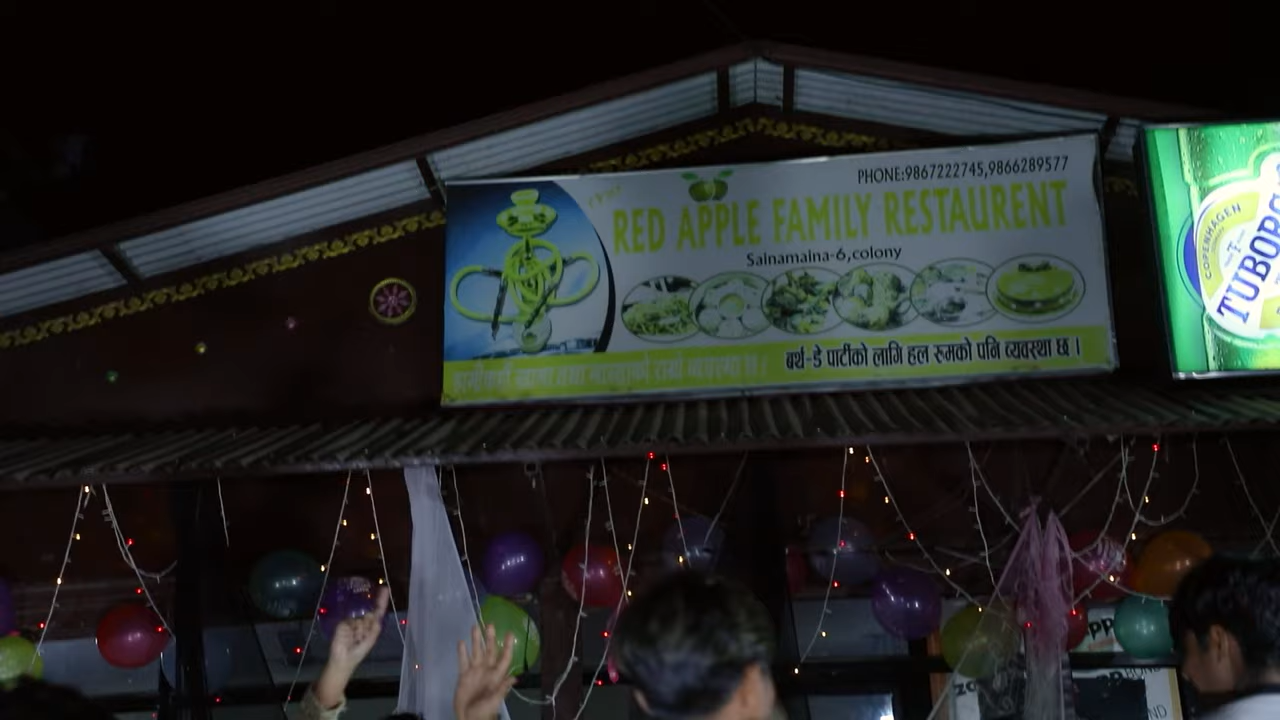 PHONE:9867222745,9866289577
RED APPLE FAMILY RESTAURENT
Sainamaina-6,colony
बर्थ-डे पार्टीको लागि हल रुमको पनि व्यवस्था छ।
COPENHAGEN
TUBORG